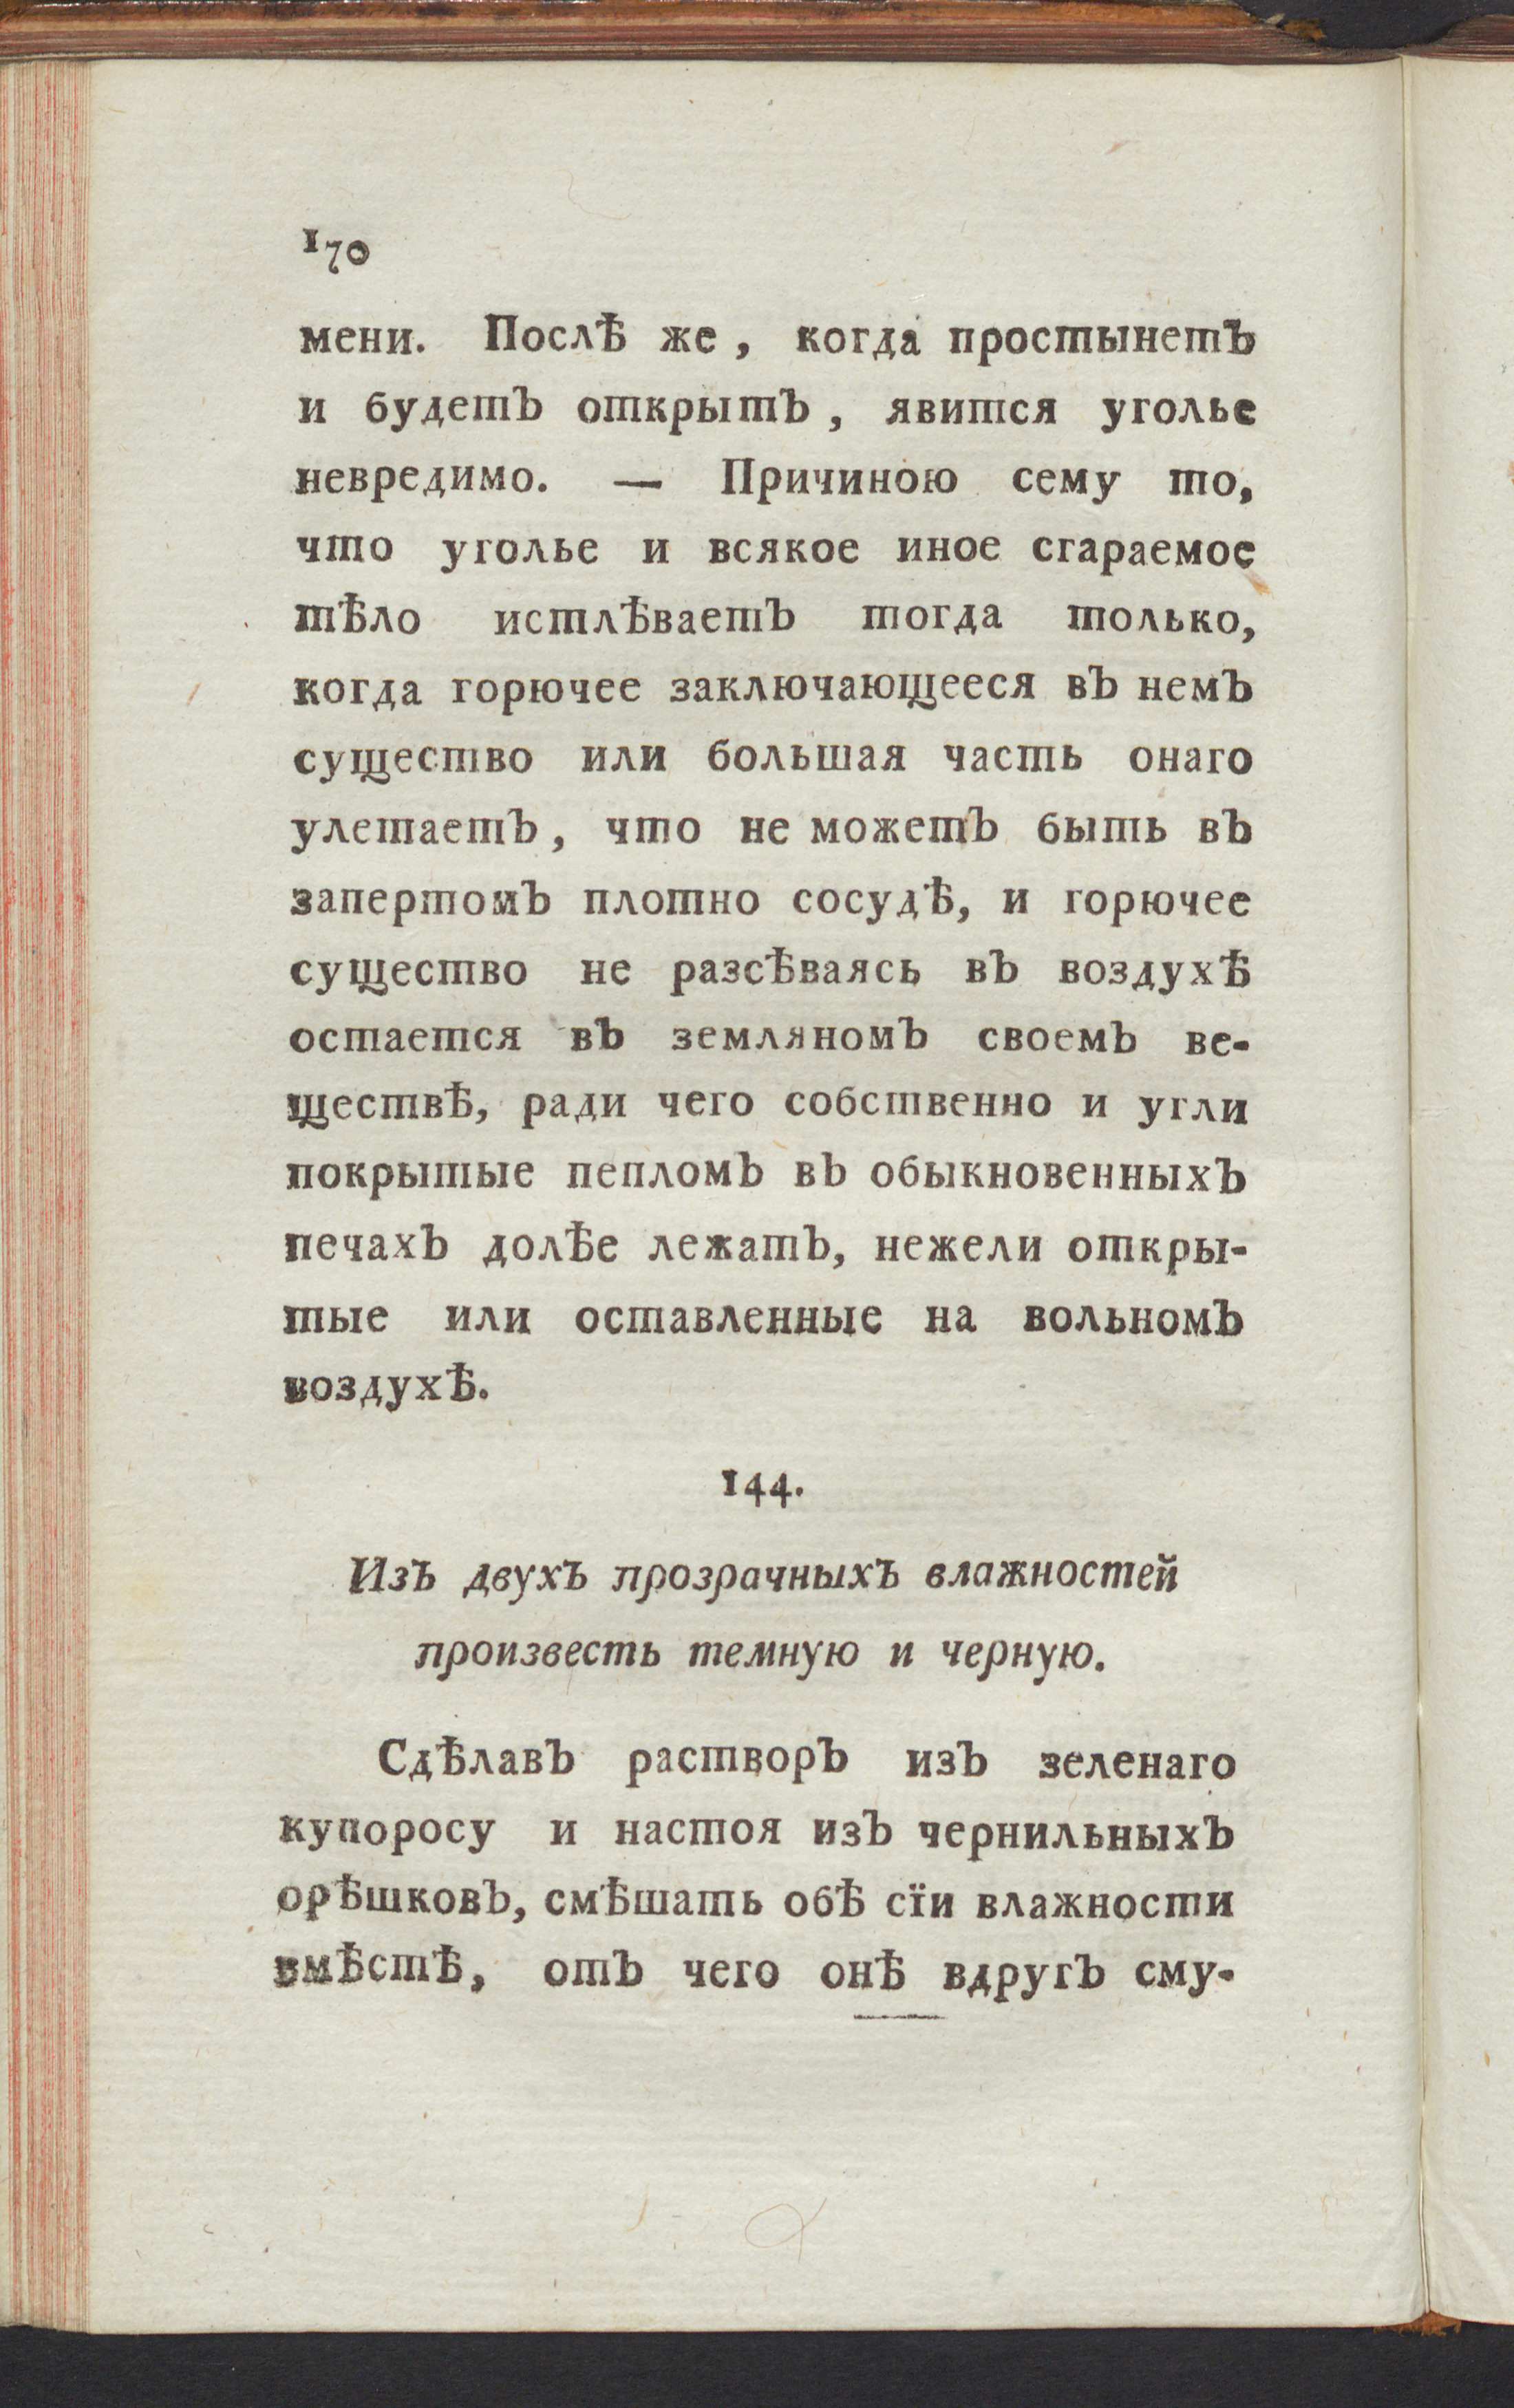 170
мени. Послѣ же, когда простынетъ
и будетъ открытъ, явится уголье
невредимо. — Причиною сему то,
что уголье и всякое иное сгараемое
тѣло истлѣваетъ тогда только,
когда горючее заключающееся въ немъ
существо или большая часть онаго
улетаетъ, что не можетъ быть въ
запертомъ плотно сосудѣ, и горючее
существо не разсѣваясь въ воздухѣ
остается въ земляномъ своемъ ве-
ществѣ, ради чего собственно и угли
покрытые пепломъ въ обыкновенныхъ
печахъ долѣе лежатъ, нежели откры-
тые или оставленные на вольномъ
воздухѣ.
144.
Изъ двухъ прозрачныхъ влажностей
произвесть темную и черную.
Сдѣлавъ растворъ изъ зеленаго
купоросу и настоя изъ чернильныхъ
орѣшковъ, смѣшать обѣ сїи влажности
вмѣстѣ, отъ чего онѣ вдругъ сму-